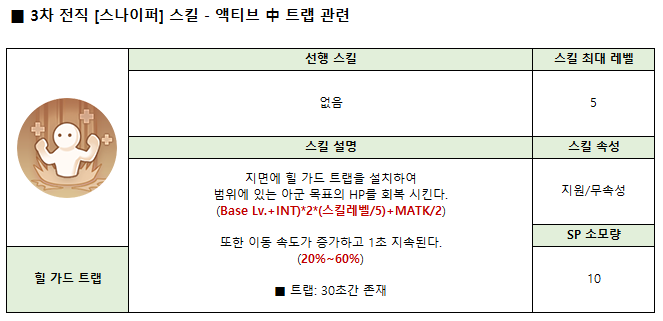 ■ 3차 전직 [스나이퍼] 스킬 - 액티브 中 트랩 관련
선행 스킬
스킬 최대 레벨
없음
5
스킬 설명
스킬 속성
지면에 힐 가드 트랩을 설치하여
범위에 있는 아군 목표의 HP를 회복 시킨다.
(Base Lv.+INT)*2*(스킬레벨/5)+MATK/2)
또한 이동 속도가 증가하고 1초 지속된다.
(20%~60%)
■ 트랩: 30초간 존재
지원/무속성
SP 소모량
힐 가드 트랩
10